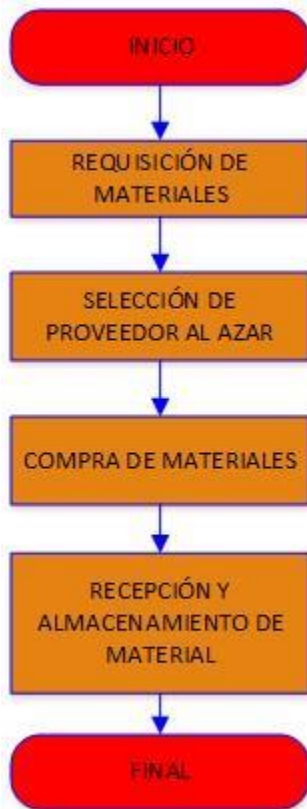 INICIO
REQUISICIÓN DE
MATERIALES
SELECCIÓN DE
PROVEEDOR AL AZAR
COMPRA DE MATERIALES
RECEPCIÓN Y
ALMACENAMIENTO DE
MATERIAL
FINAL